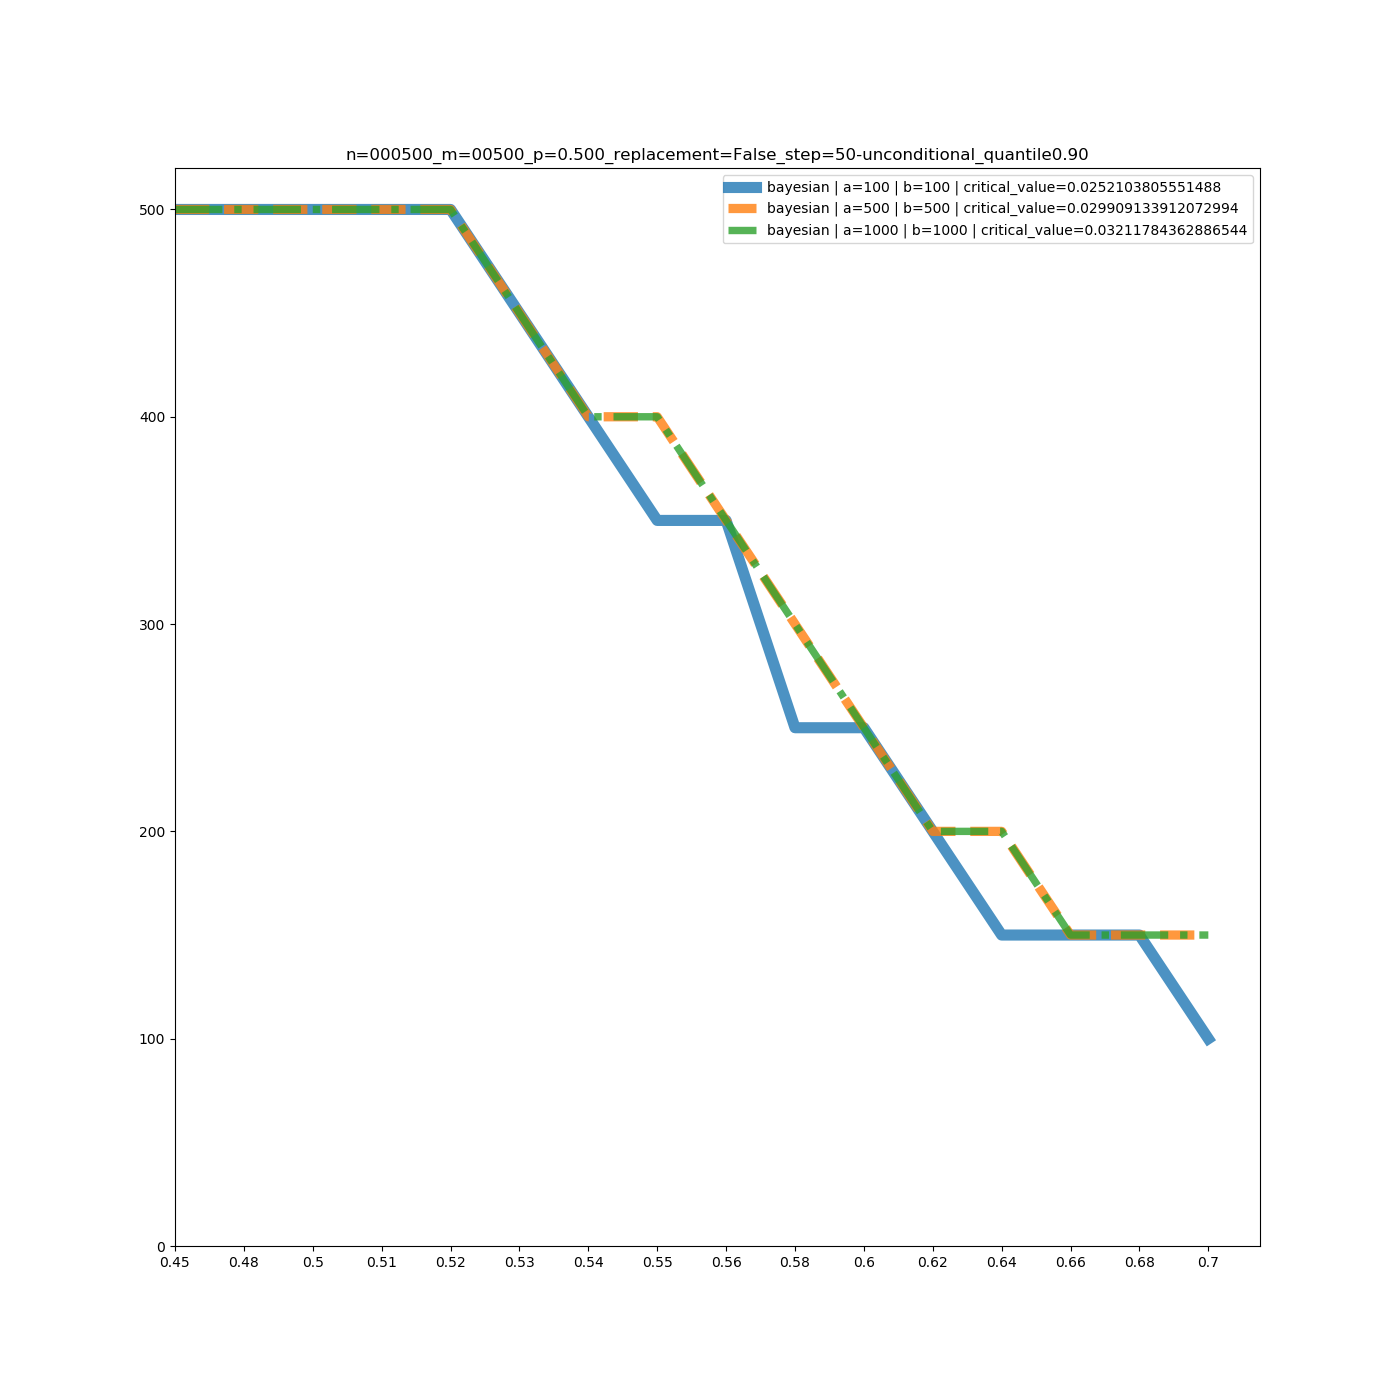 n=000500_m=00500_p=0.500_replacement=False_step=50-unconditional_quantile0.90
bayesian | a=100 | b=100 | critical_value=0.0252103805551488
bayesian | a=500 | b=500 | critical_value=0.029909133912072994
bayesian | a=1000 | b=1000 | critical_value=0.03211784362886544
500
400
300
200
100
0
0.45 0.48 0.5 0.51 0.52 0.53 0.54 0.55 0.56 0.58 0.6 0.62 0.64 0.66 0.68 0.7